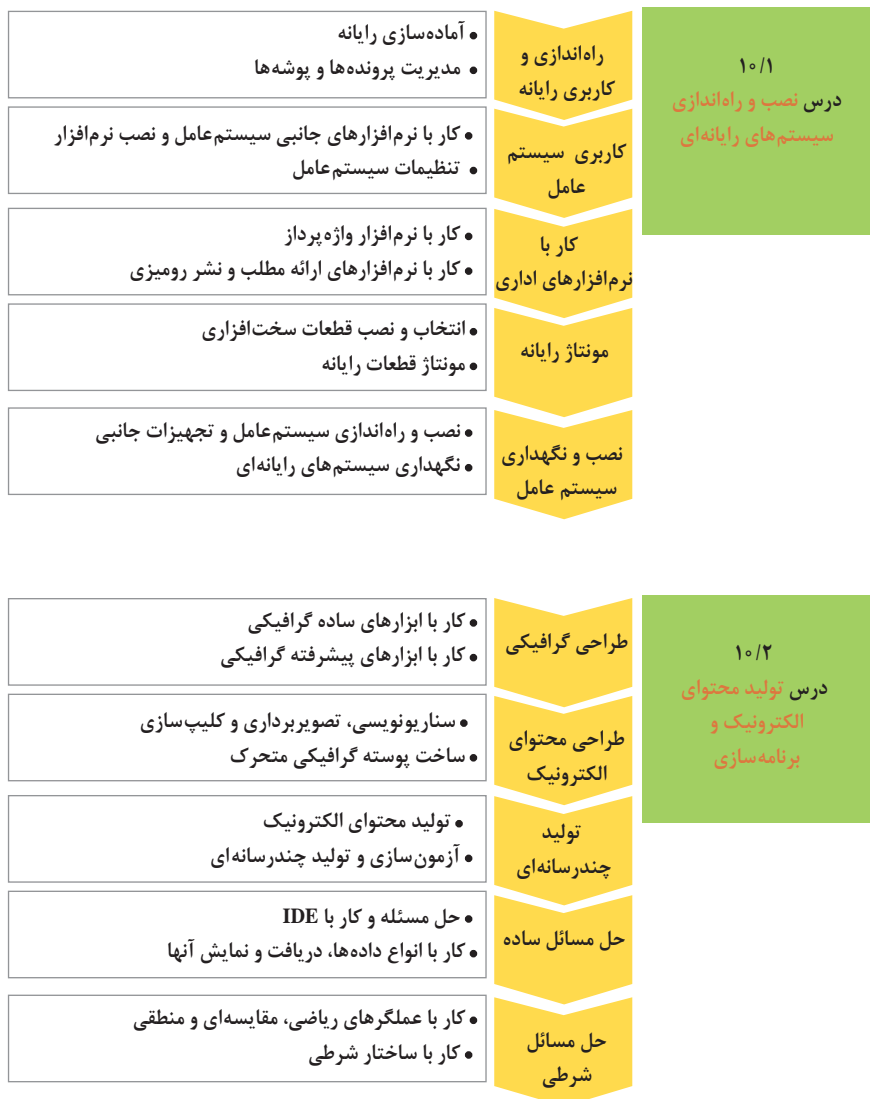 ۱۰/۱
درس نصب و راه‌اندازی
سیستم‌های رایانه‌ای
راه‌اندازی و
کاربری رایانه
• آماده‌سازی رایانه
• مدیریت پرونده‌ها و پوشه‌ها
کاربری سیستم
عامل
• کار با نرم‌افزارهای جانبی سیستم‌عامل و نصب نرم‌افزار
• تنظیمات سیستم‌عامل
کار با
نرم‌افزارهای اداری
• کار با نرم‌افزار واژه‌پرداز
• کار با نرم‌افزارهای ارائه مطلب و نشر رومیزی
مونتاژ رایانه
• انتخاب و نصب قطعات سخت‌افزاری
• مونتاژ قطعات رایانه
نصب و نگهداری
سیستم عامل
• نصب و راه‌اندازی سیستم‌عامل و تجهیزات جانبی
• نگهداری سیستم‌های رایانه‌ای
۱۰/۲
درس تولید محتوای
الکترونیک و
برنامه‌سازی
طراحی گرافیکی
• کار با ابزارهای ساده گرافیکی
• کار با ابزارهای پیشرفته گرافیکی
طراحی محتوای
الکترونیک
• سناریونویسی، تصویربرداری و کلیپ‌سازی
• ساخت پوسته گرافیکی متحرک
تولید
چندرسانه‌ای
• تولید محتوای الکترونیک
• آزمون‌سازی و تولید چندرسانه‌ای
حل مسائل ساده
• حل مسئله و کار با IDE
• کار با انواع داده‌ها، دریافت و نمایش آنها
حل مسائل
شرطی
• کار با عملگرهای ریاضی، مقایسه‌ای و منطقی
• کار با ساختار شرطی